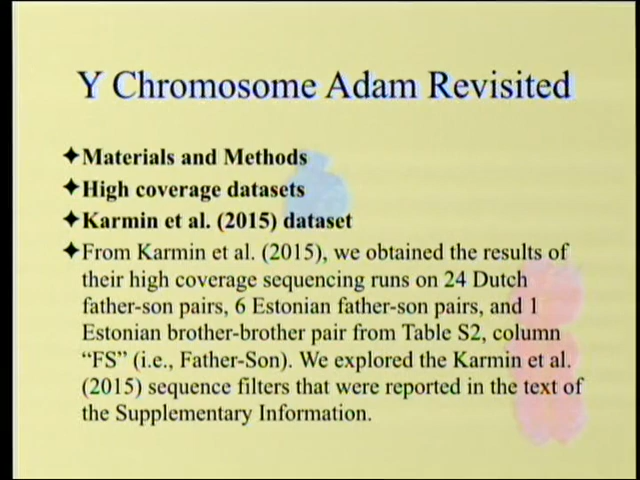 Y Chromosome Adam Revisited
✦Materials and Methods
✦High coverage datasets
✦Karmin et al. (2015) dataset
✦From Karmin et al. (2015), we obtained the results of
their high coverage sequencing runs on 24 Dutch
father-son pairs, 6 Estonian father-son pairs, and 1
Estonian brother-brother pair from Table S2, column
“FS” (i.e., Father-Son). We explored the Karmin et al.
(2015) sequence filters that were reported in the text of
the Supplementary Information.